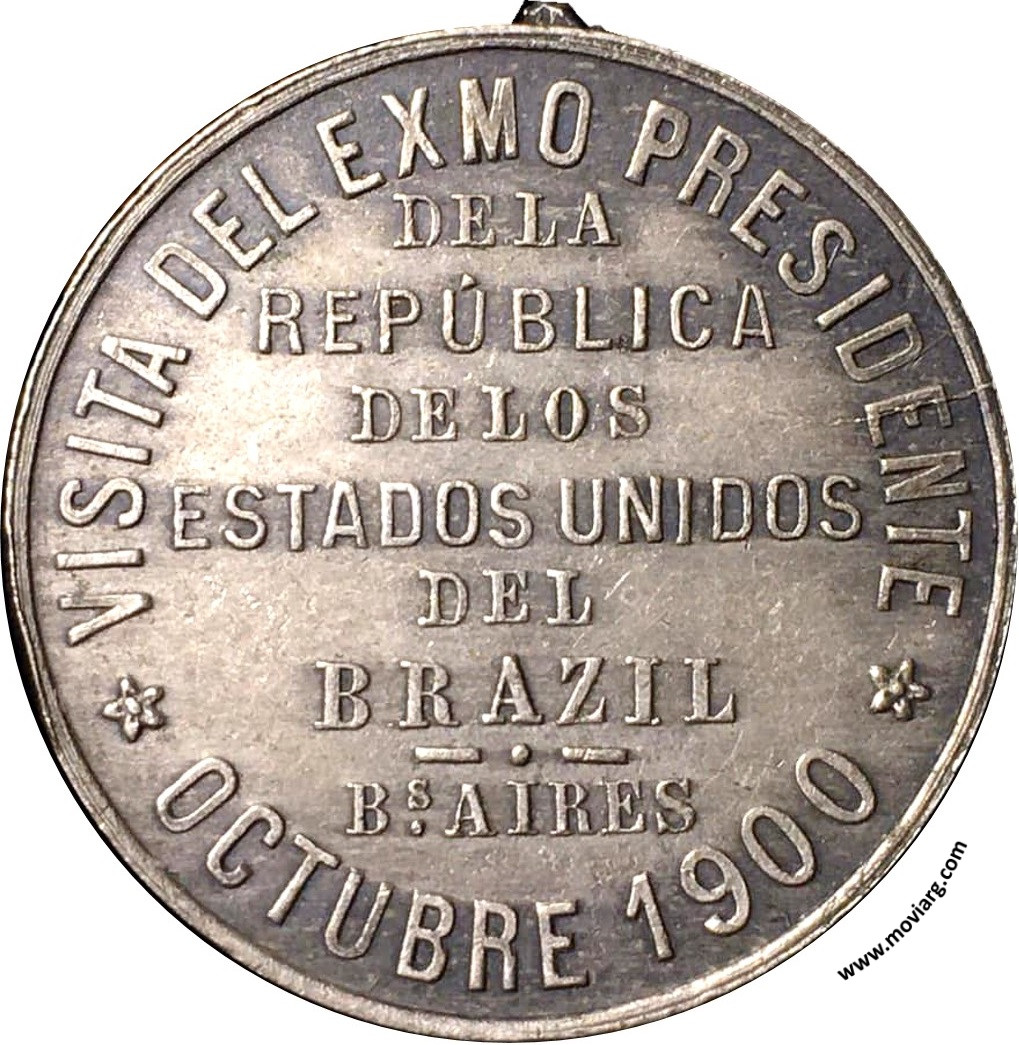 VISITA DEL EXMO PRESIDENTE
DE LA
REPÚBLICA
DE LOS
ESTADOS UNIDOS
DEL
BRAZIL
Bs. AIRES
OCTUBRE 1900
www.moviarg.com